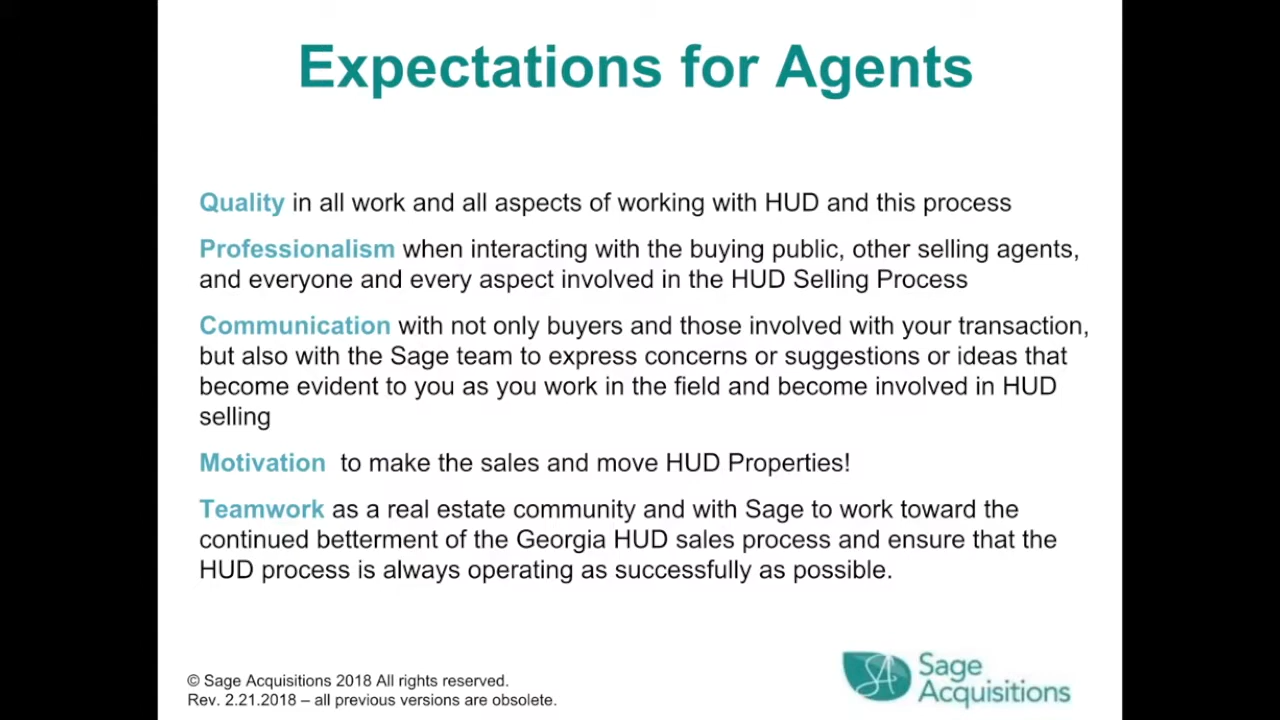 Expectations for Agents
Quality in all work and all aspects of working with HUD and this process
Professionalism when interacting with the buying public, other selling agents,
and everyone and every aspect involved in the HUD Selling Process
Communication with not only buyers and those involved with your transaction,
but also with the Sage team to express concerns or suggestions or ideas that
become evident to you as you work in the field and become involved in HUD
selling
Motivation to make the sales and move HUD Properties!
Teamwork as a real estate community and with Sage to work toward the
continued betterment of the Georgia HUD sales process and ensure that the
HUD process is always operating as successfully as possible.
© Sage Acquisitions 2018 All rights reserved.
Rev. 2.21.2018 – all previous versions are obsolete.
SA
Sage
Acquisitions